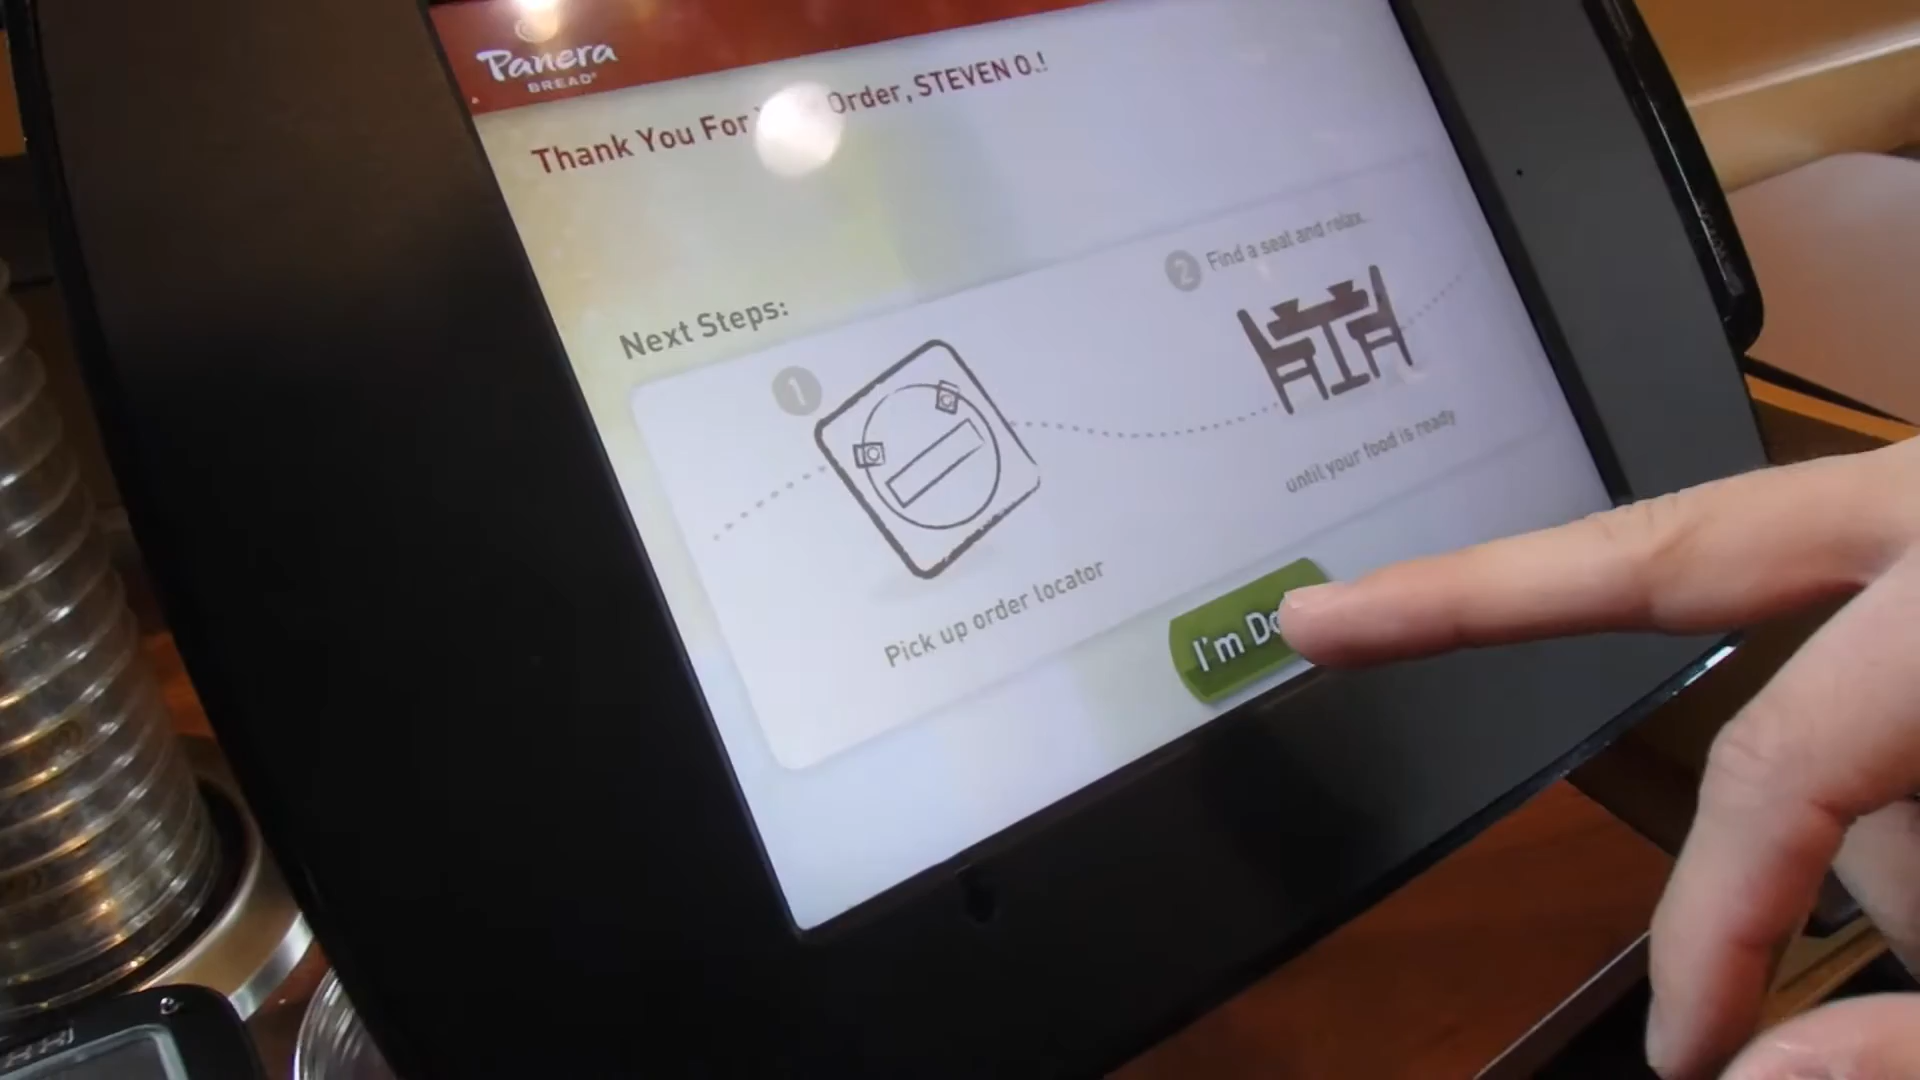 Panera
BREAD
Thank You For Order, STEVEN O.!
Next Steps:
1
2 Find a seat and relax.
until your food is ready
Pick up order locator
I'm Do